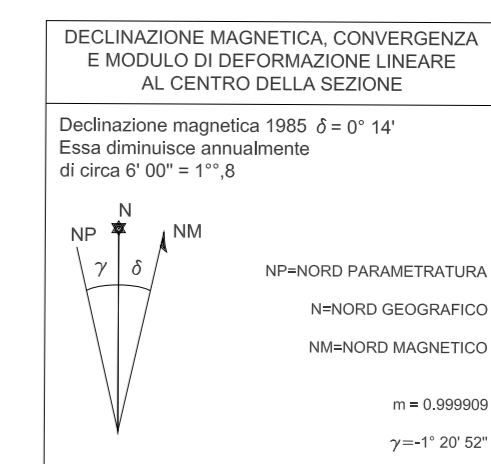 DECLINAZIONE MAGNETICA, CONVERGENZA
E MODULO DI DEFORMAZIONE LINEARE
AL CENTRO DELLA SEZIONE
Declinazione magnetica 1985 δ = 0° 14'
Essa diminuisce annualmente
di circa 6' 00" = 1°°,8
N
NP
NM
γ
δ
NP=NORD PARAMETRATURA
N=NORD GEOGRAFICO
NM=NORD MAGNETICO
m = 0.999909
γ=-1° 20' 52"